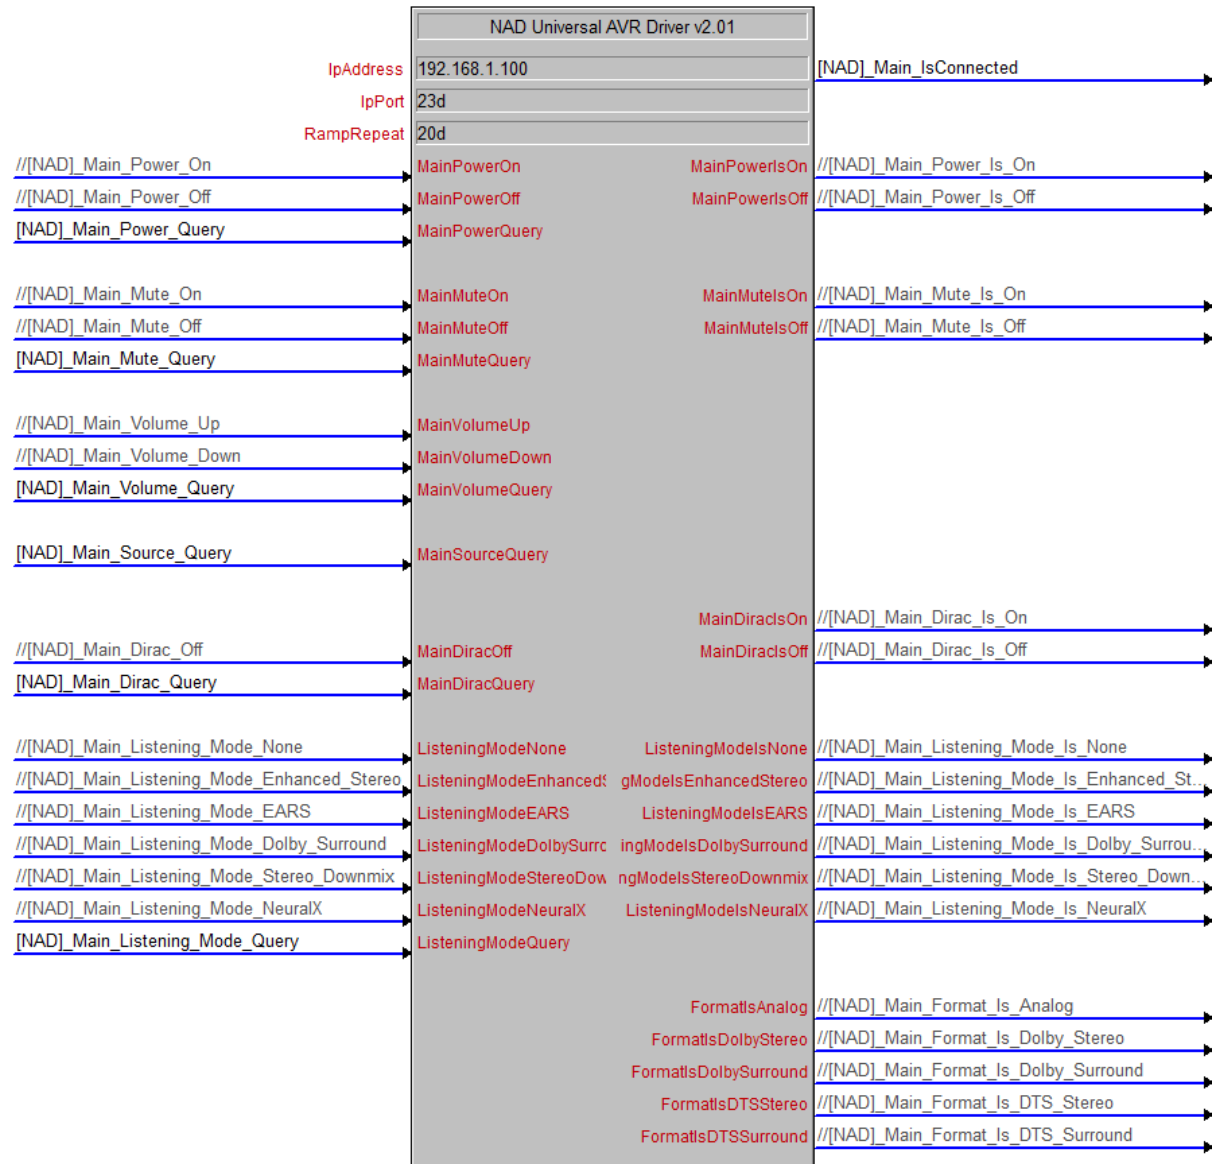 NAD Universal AVR Driver v2.01
IpAddress 192.168.1.100 [NAD]_Main_IsConnected
IpPort 23d
RampRepeat 20d
//[NAD]_Main_Power_On MainPowerOn MainPowerIsOn //[NAD]_Main_Power_Is_On
//[NAD]_Main_Power_Off MainPowerOff MainPowerIsOff //[NAD]_Main_Power_Is_Off
[NAD]_Main_Power_Query MainPowerQuery
//[NAD]_Main_Mute_On MainMuteOn MainMuteIsOn //[NAD]_Main_Mute_Is_On
//[NAD]_Main_Mute_Off MainMuteOff MainMuteIsOff //[NAD]_Main_Mute_Is_Off
[NAD]_Main_Mute_Query MainMuteQuery
//[NAD]_Main_Volume_Up MainVolumeUp
//[NAD]_Main_Volume_Down MainVolumeDown
[NAD]_Main_Volume_Query MainVolumeQuery
[NAD]_Main_Source_Query MainSourceQuery
MainDiracIsOn //[NAD]_Main_Dirac_Is_On
//[NAD]_Main_Dirac_Off MainDiracOff MainDiracIsOff //[NAD]_Main_Dirac_Is_Off
[NAD]_Main_Dirac_Query MainDiracQuery
//[NAD]_Main_Listening_Mode_None ListeningModeNone ListeningModeIsNone //[NAD]_Main_Listening_Mode_Is_None
//[NAD]_Main_Listening_Mode_Enhanced_Stereo ListeningModeEnhancedS gModeIsEnhancedStereo //[NAD]_Main_Listening_Mode_Is_Enhanced_St...
//[NAD]_Main_Listening_Mode_EARS ListeningModeEARS ListeningModeIsEARS //[NAD]_Main_Listening_Mode_Is_EARS
//[NAD]_Main_Listening_Mode_Dolby_Surround ListeningModeDolbySurrc ingModeIsDolbySurround //[NAD]_Main_Listening_Mode_Is_Dolby_Surrou...
//[NAD]_Main_Listening_Mode_Stereo_Downmix ListeningModeStereoDow ngModeIsStereoDownmix //[NAD]_Main_Listening_Mode_Is_Stereo_Down...
//[NAD]_Main_Listening_Mode_NeuralX ListeningModeNeuralX ListeningModeIsNeuralX //[NAD]_Main_Listening_Mode_Is_NeuralX
[NAD]_Main_Listening_Mode_Query ListeningModeQuery
FormatIsAnalog //[NAD]_Main_Format_Is_Analog
FormatIsDolbyStereo //[NAD]_Main_Format_Is_Dolby_Stereo
FormatIsDolbySurround //[NAD]_Main_Format_Is_Dolby_Surround
FormatIsDTSStereo //[NAD]_Main_Format_Is_DTS_Stereo
FormatIsDTSSurround //[NAD]_Main_Format_Is_DTS_Surround